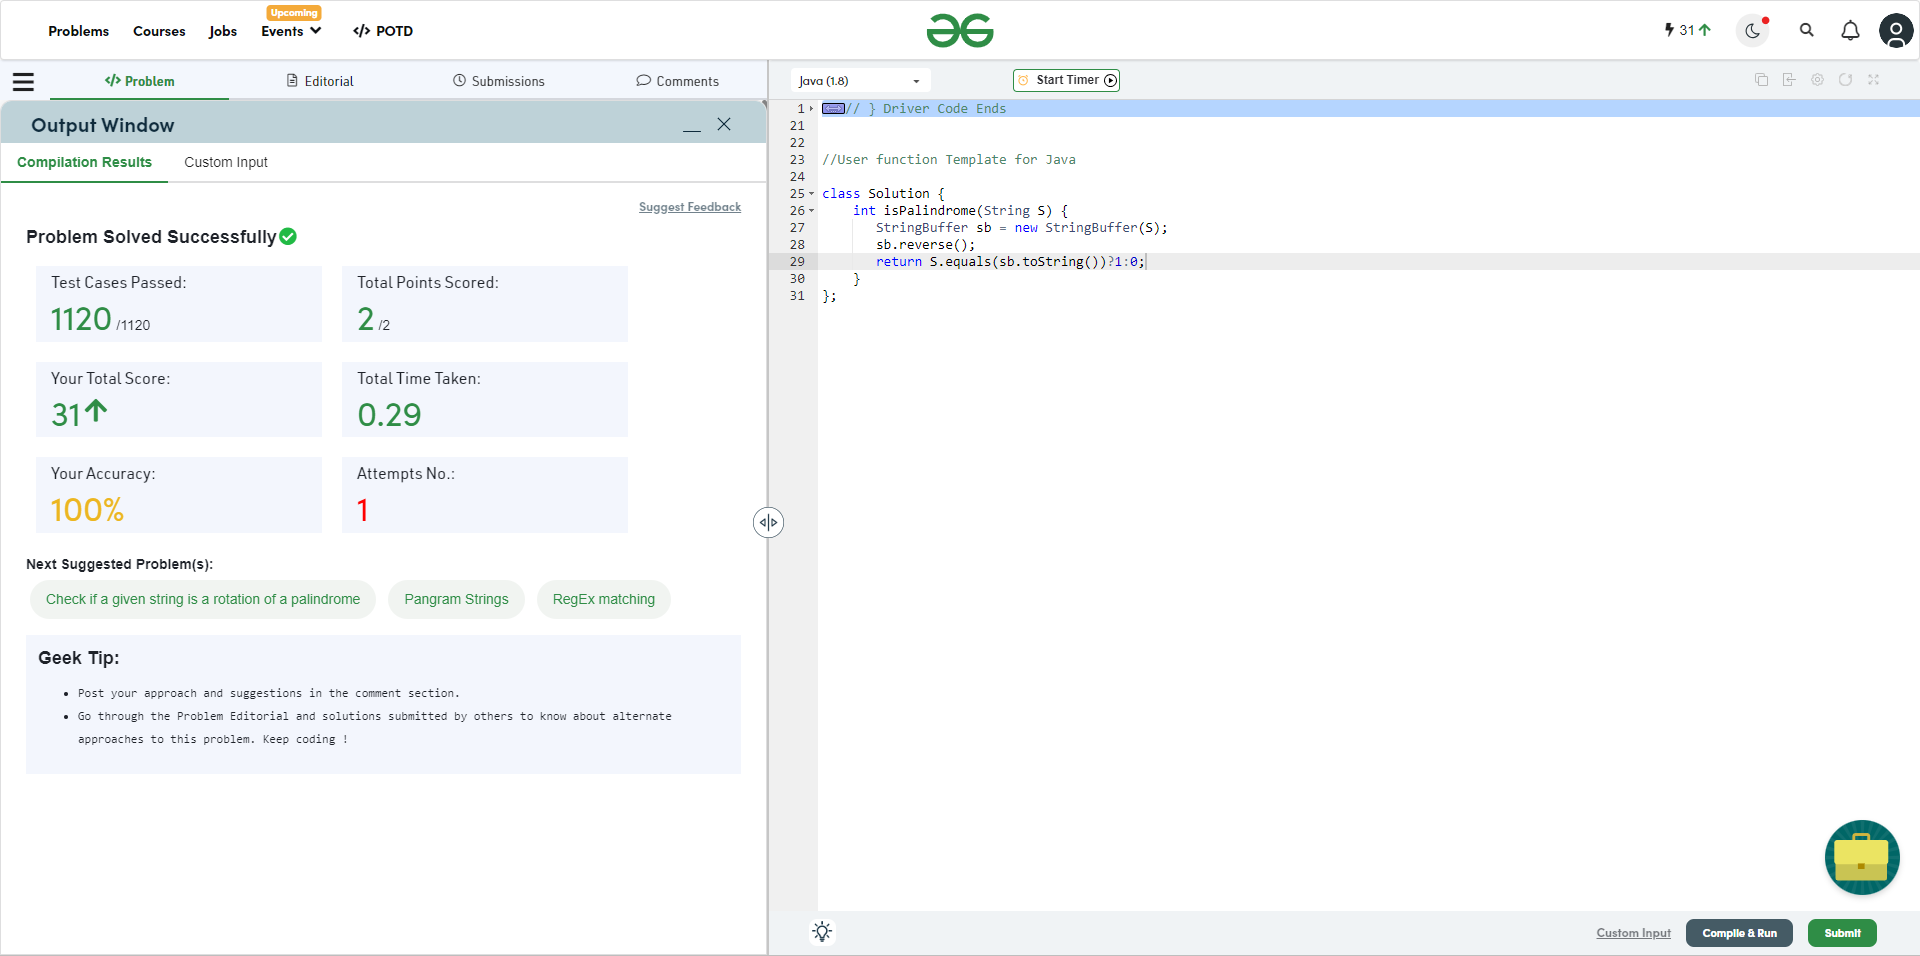 Upcoming
Problems Courses Jobs Events </> POTD
31
</> Problem Editorial Submissions Comments
Output Window
Compilation Results Custom Input
Suggest Feedback
Problem Solved Successfully
Test Cases Passed:
1120 /1120
Total Points Scored:
2 /2
Your Total Score:
31
Total Time Taken:
0.29
Your Accuracy:
100%
Attempts No.:
1
Next Suggested Problem(s):
Check if a given string is a rotation of a palindrome Pangram Strings RegEx matching
Geek Tip:
• Post your approach and suggestions in the comment section.
• Go through the Problem Editorial and solutions submitted by others to know about alternate
approaches to this problem. Keep coding !
Java (1.8) Start Timer
1 // } Driver Code Ends
21
22
23 //User function Template for Java
24
25 class Solution {
26 int isPalindrome(String S) {
27 StringBuffer sb = new StringBuffer(S);
28 sb.reverse();
29 return S.equals(sb.toString())?1:0;
30 }
31 };
Custom Input Compile & Run Submit